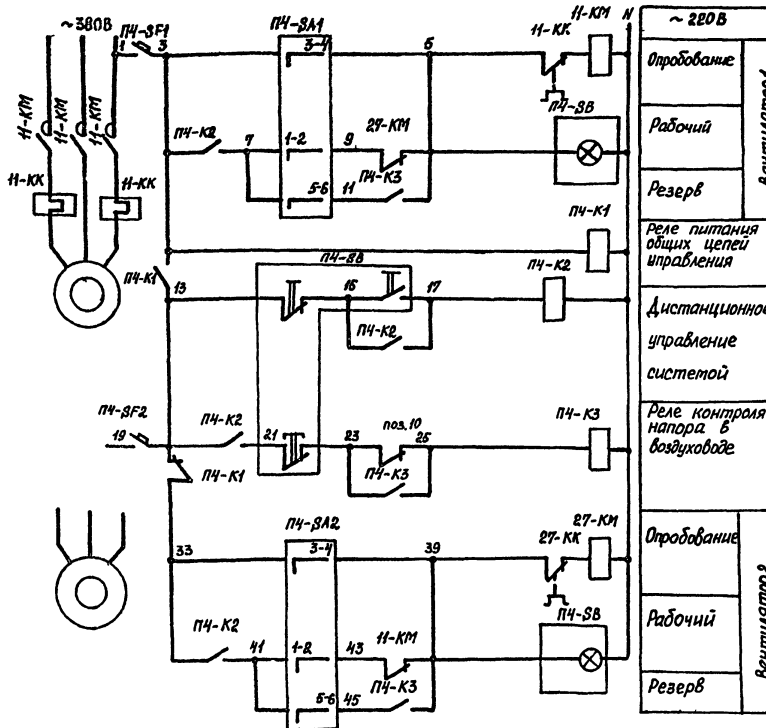 ~380В
П4-SF1
1
3
П4-SA1
3-4
5
11-КК
11-КМ
N
~220В
11-КМ
11-КМ
11-КМ
П4-К2
7
1-2
9
27-КМ
П4-SB
11-КК
11-КК
5-6
11
П4-К3
Опробование
Рабочий
Резерв
П4-К1
Реле питания
общих цепей
управления
П4-К1
13
П4-SB
15
17
П4-К2
П4-К2
Дистанционное
управление
системой
П4-SF2
19
П4-К2
21
23
поз.10
25
П4-К3
П4-К3
П4-К1
Реле контроля
напора в
воздуховоде
33
П4-SA2
3-4
39
27-КК
27-КМ
П4-К2
41
1-2
43
11-КМ
П4-SB
5-6
45
П4-К3
Опробование
Рабочий
Резерв